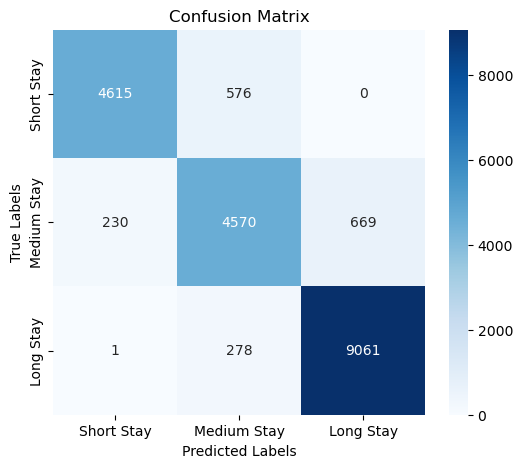 Confusion Matrix
Short Stay
4615 576 0
True Labels
Medium Stay
230 4570 669
Long Stay
1 278 9061
Short Stay Medium Stay Long Stay
Predicted Labels
8000
6000
4000
2000
0